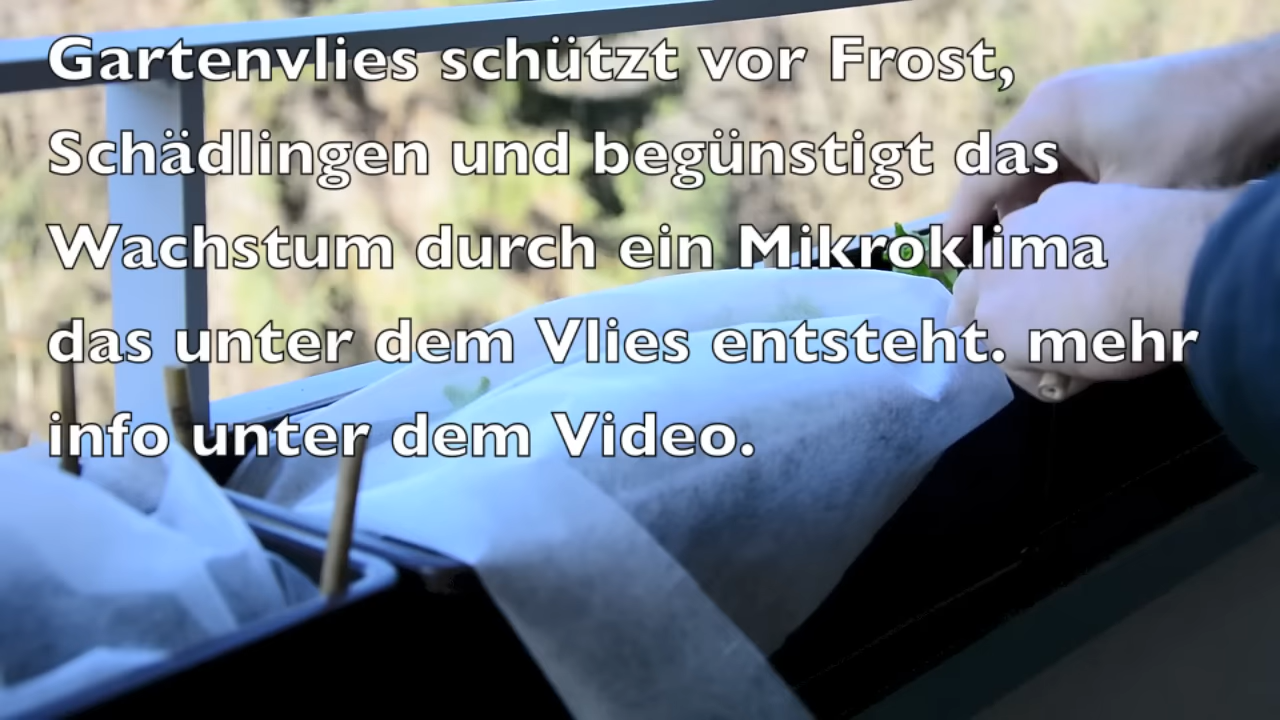 Gartenvlies schützt vor Frost,
Schädlingen und begünstigt das
Wachstum durch ein Mikroklima
das unter dem Vlies entsteht. mehr
info unter dem Video.